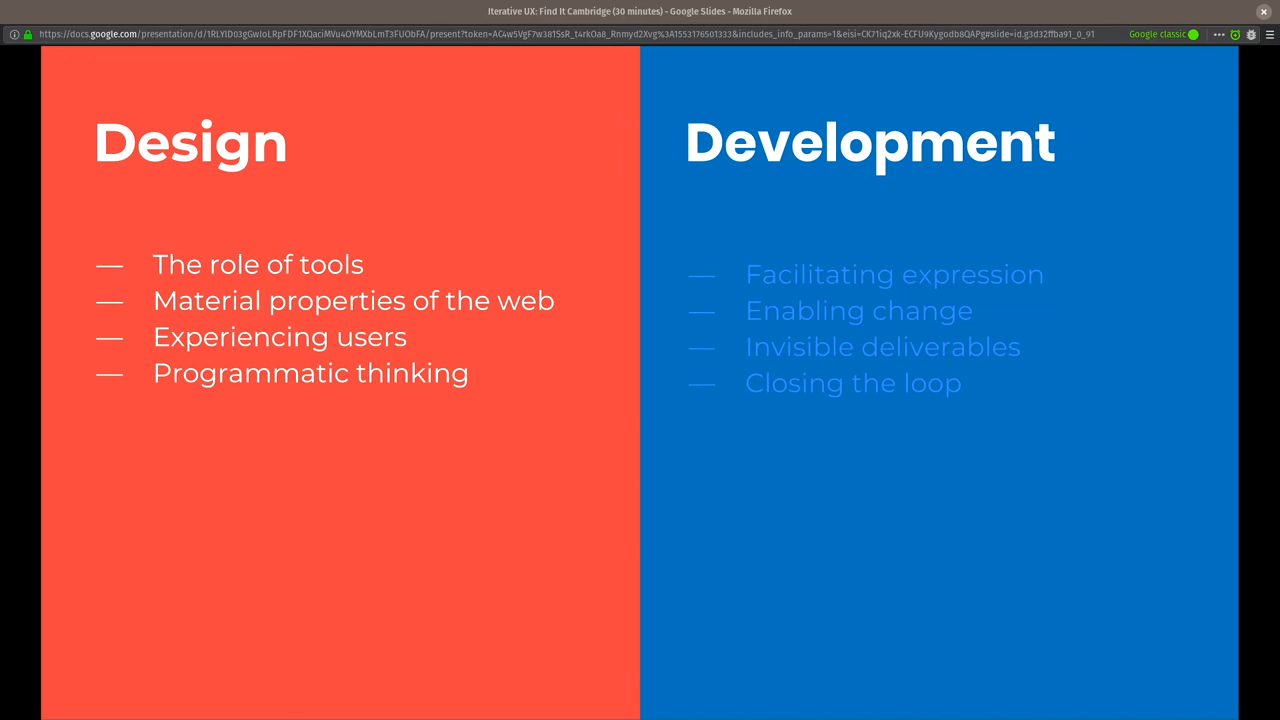 Iterative UX: Find It Cambridge (30 minutes) - Google Slides - Mozilla Firefox
Google classic
Design
— The role of tools
— Material properties of the web
— Experiencing users
— Programmatic thinking
Development
— Facilitating expression
— Enabling change
— Invisible deliverables
— Closing the loop